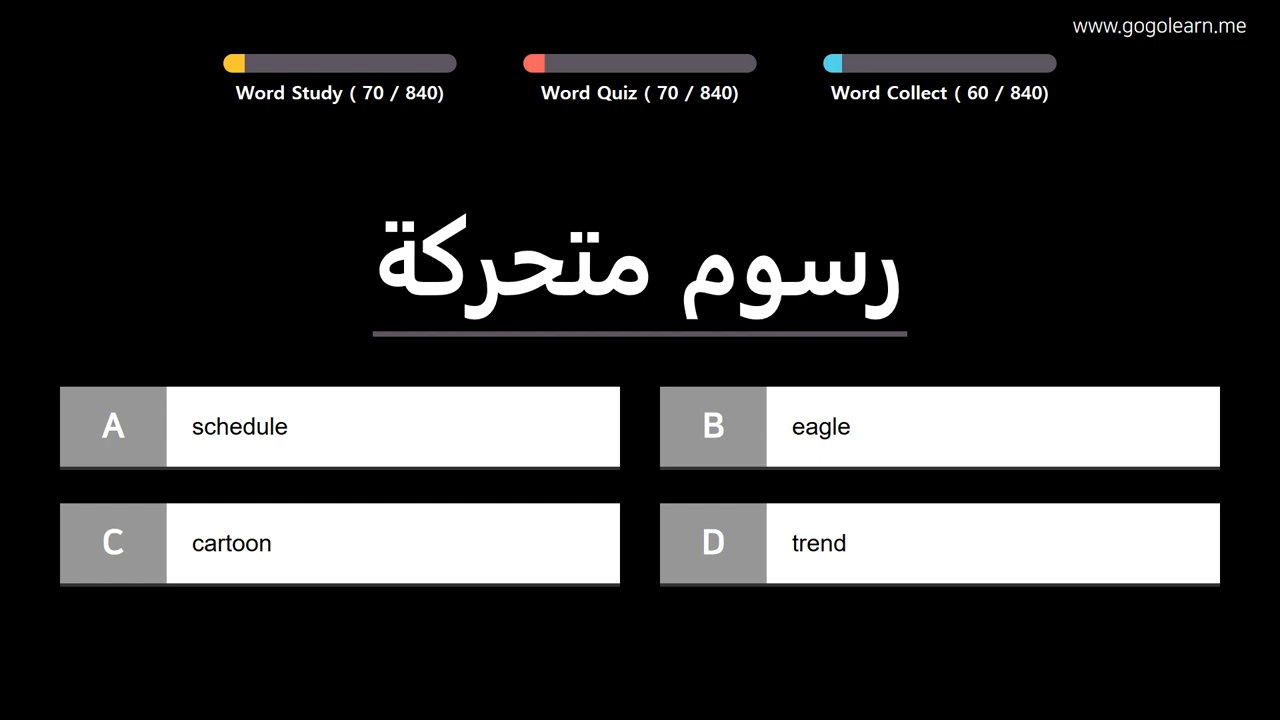 www.gogolearn.me
Word Study ( 70 / 840)
Word Quiz ( 70 / 840)
Word Collect ( 60 / 840)
رسوم متحركة
A schedule
B eagle
C cartoon
D trend